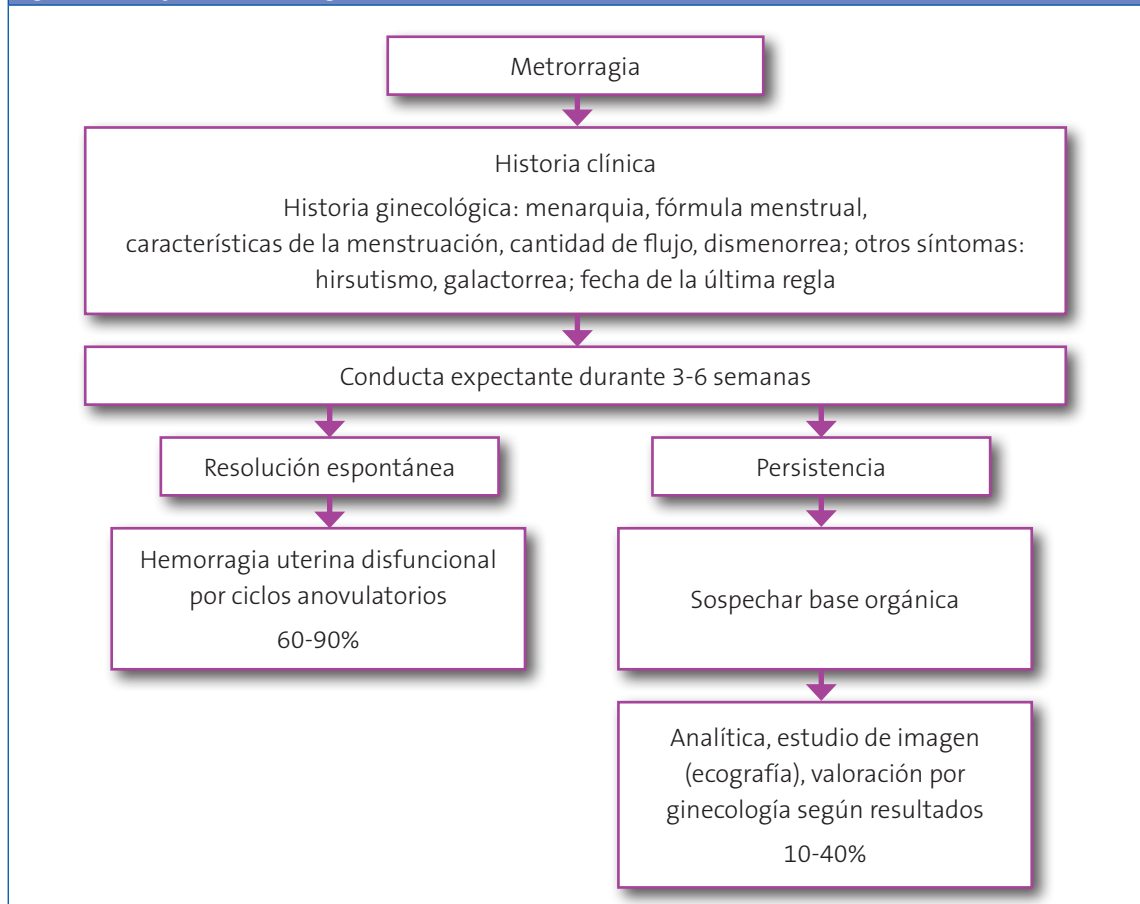 Metrorragia
Historia clínica
Historia ginecológica: menarquia, fórmula menstrual,
características de la menstruación, cantidad de flujo, dismenorrea; otros síntomas:
hirsutismo, galactorrea; fecha de la última regla
Conducta expectante durante 3-6 semanas
Resolución espontánea
Persistencia
Hemorragia uterina disfuncional
por ciclos anovulatorios
60-90%
Sospechar base orgánica
Analítica, estudio de imagen
(ecografía), valoración por
ginecología según resultados
10-40%